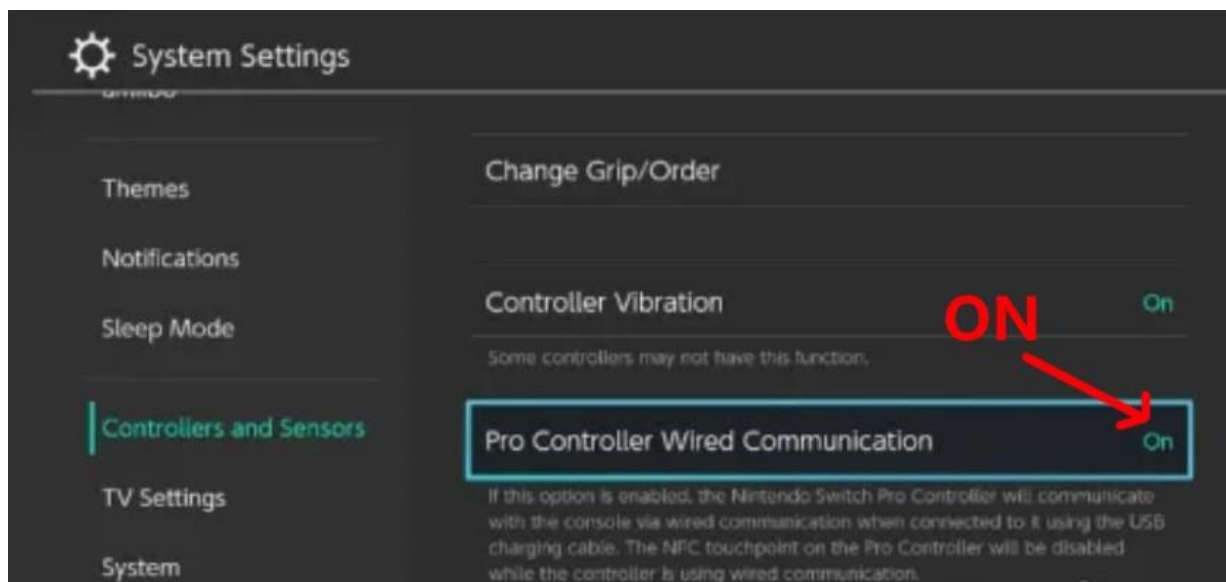 System Settings
amiibo
Themes
Notifications
Sleep Mode
Controllers and Sensors
TV Settings
System
Change Grip/Order
Controller Vibration On
Some controllers may not have this function.
ON
Pro Controller Wired Communication On
If this option is enabled, the Nintendo Switch Pro Controller will communicate
with the console via wired communication when connected to it using the USB
charging cable. The NFC touchpoint on the Pro Controller will be disabled
while the controller is using wired communication.